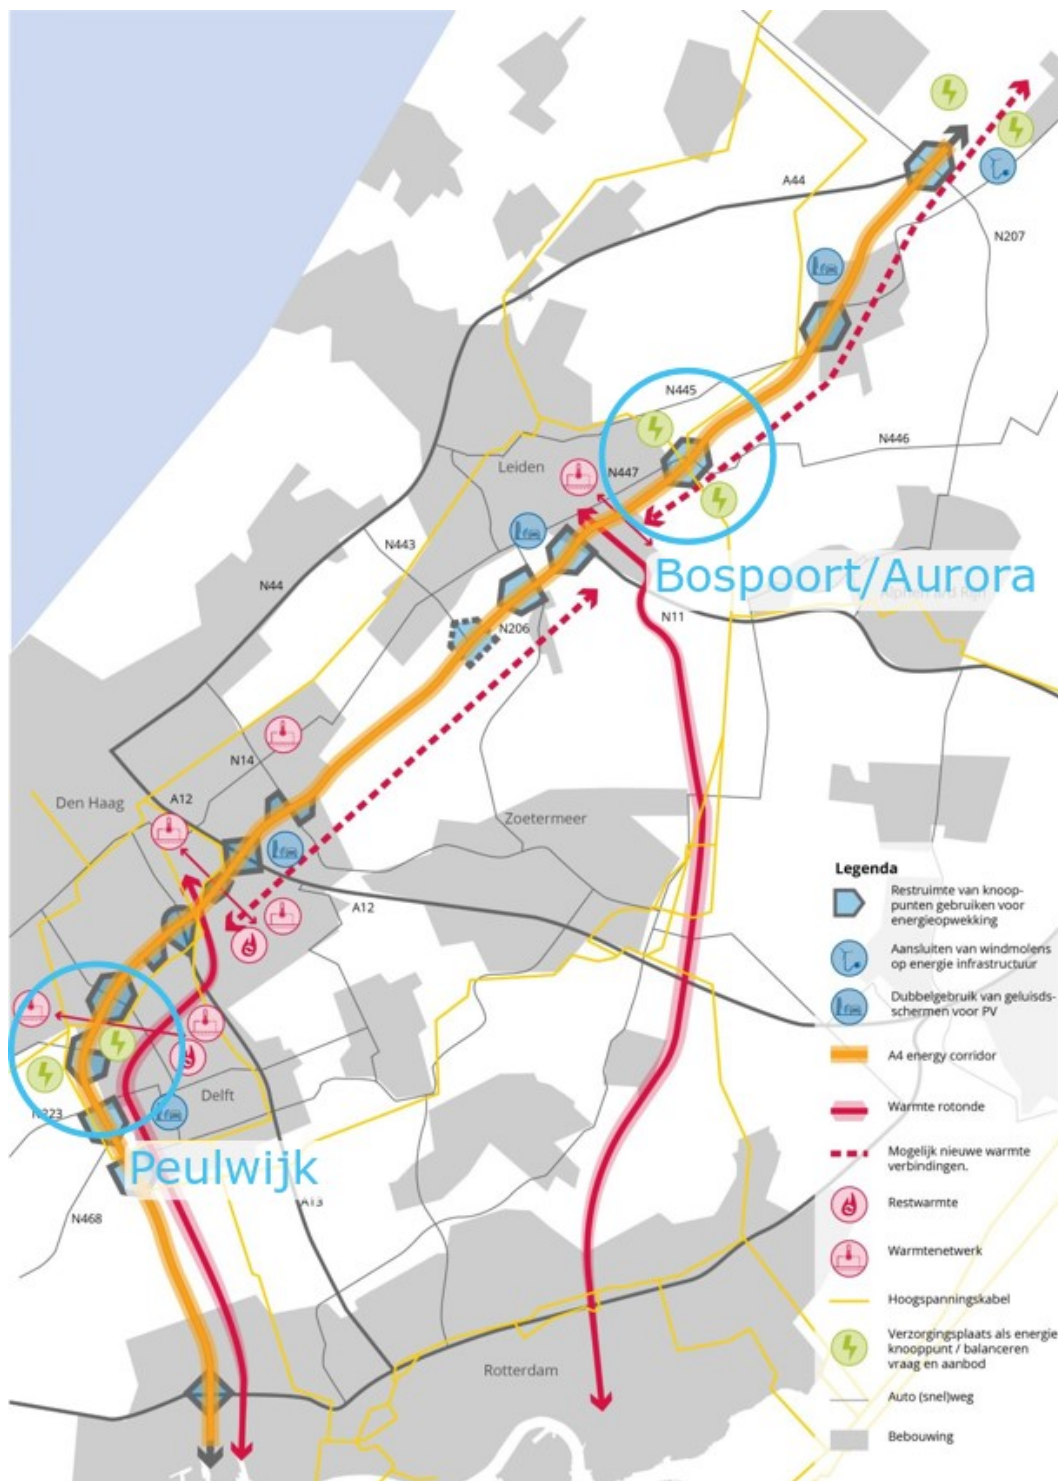 A44
N207
N445
N446
Leiden
N447
N443
N44
Bospoort/Aurora
N206
N11
N14
Den Haag
A12
Zoetermeer
A12
Delft
N223
Peulwijk
A13
N468
Rotterdam
Legenda
Restruimte van knoop-
punten gebruiken voor
energieopwekking
Aansluiten van windmolens
op energie infrastructuur
Dubbelgebruik van geluisds-
schermen voor PV
A4 energy corridor
Warmte rotonde
Mogelijk nieuwe warmte
verbindingen.
Restwarmte
Warmtenetwerk
Hoogspanningskabel
Verzorgingsplaats als energie
knooppunt / balanceren
vraag en aanbod
Auto (snel)weg
Bebouwing